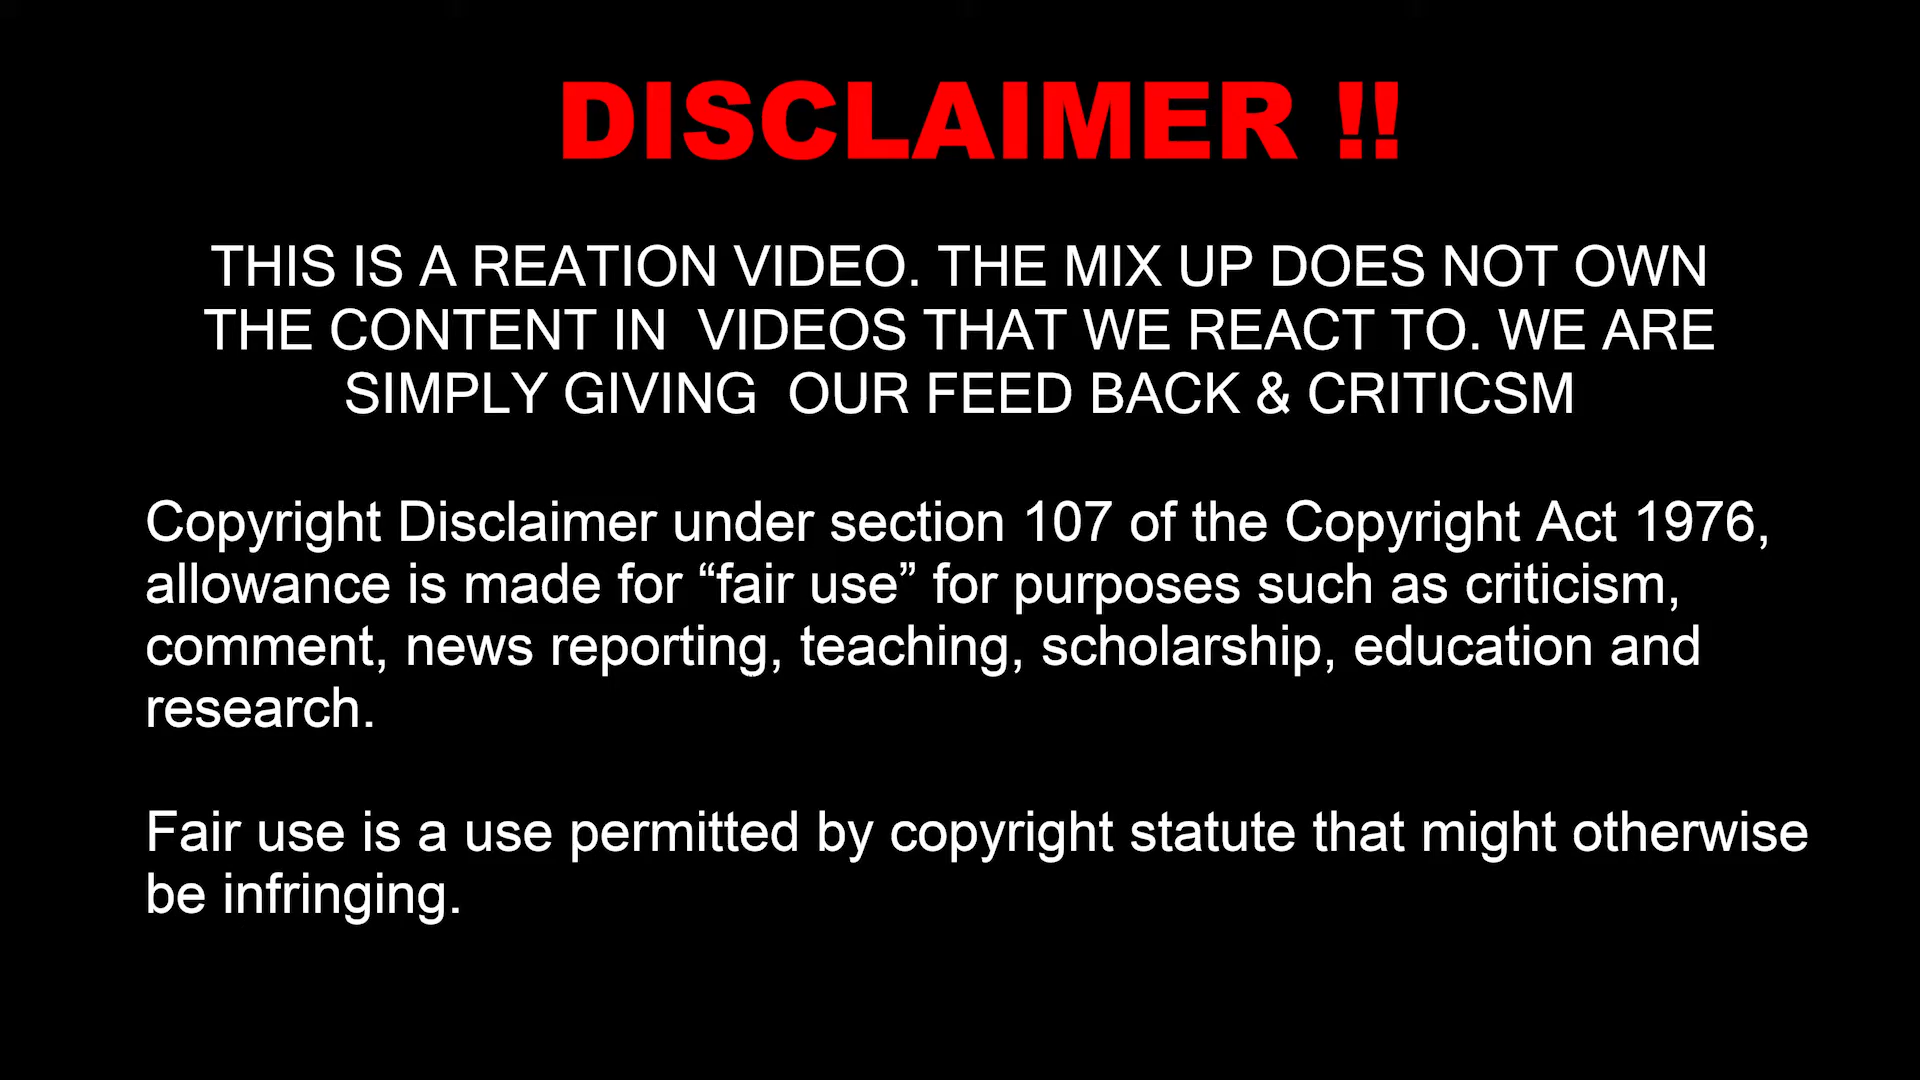 DISCLAIMER !!
THIS IS A REATION VIDEO. THE MIX UP DOES NOT OWN
THE CONTENT IN  VIDEOS THAT WE REACT TO. WE ARE
SIMPLY GIVING  OUR FEED BACK & CRITICSM
Copyright Disclaimer under section 107 of the Copyright Act 1976,
allowance is made for “fair use” for purposes such as criticism,
comment, news reporting, teaching, scholarship, education and
research.
Fair use is a use permitted by copyright statute that might otherwise
be infringing.